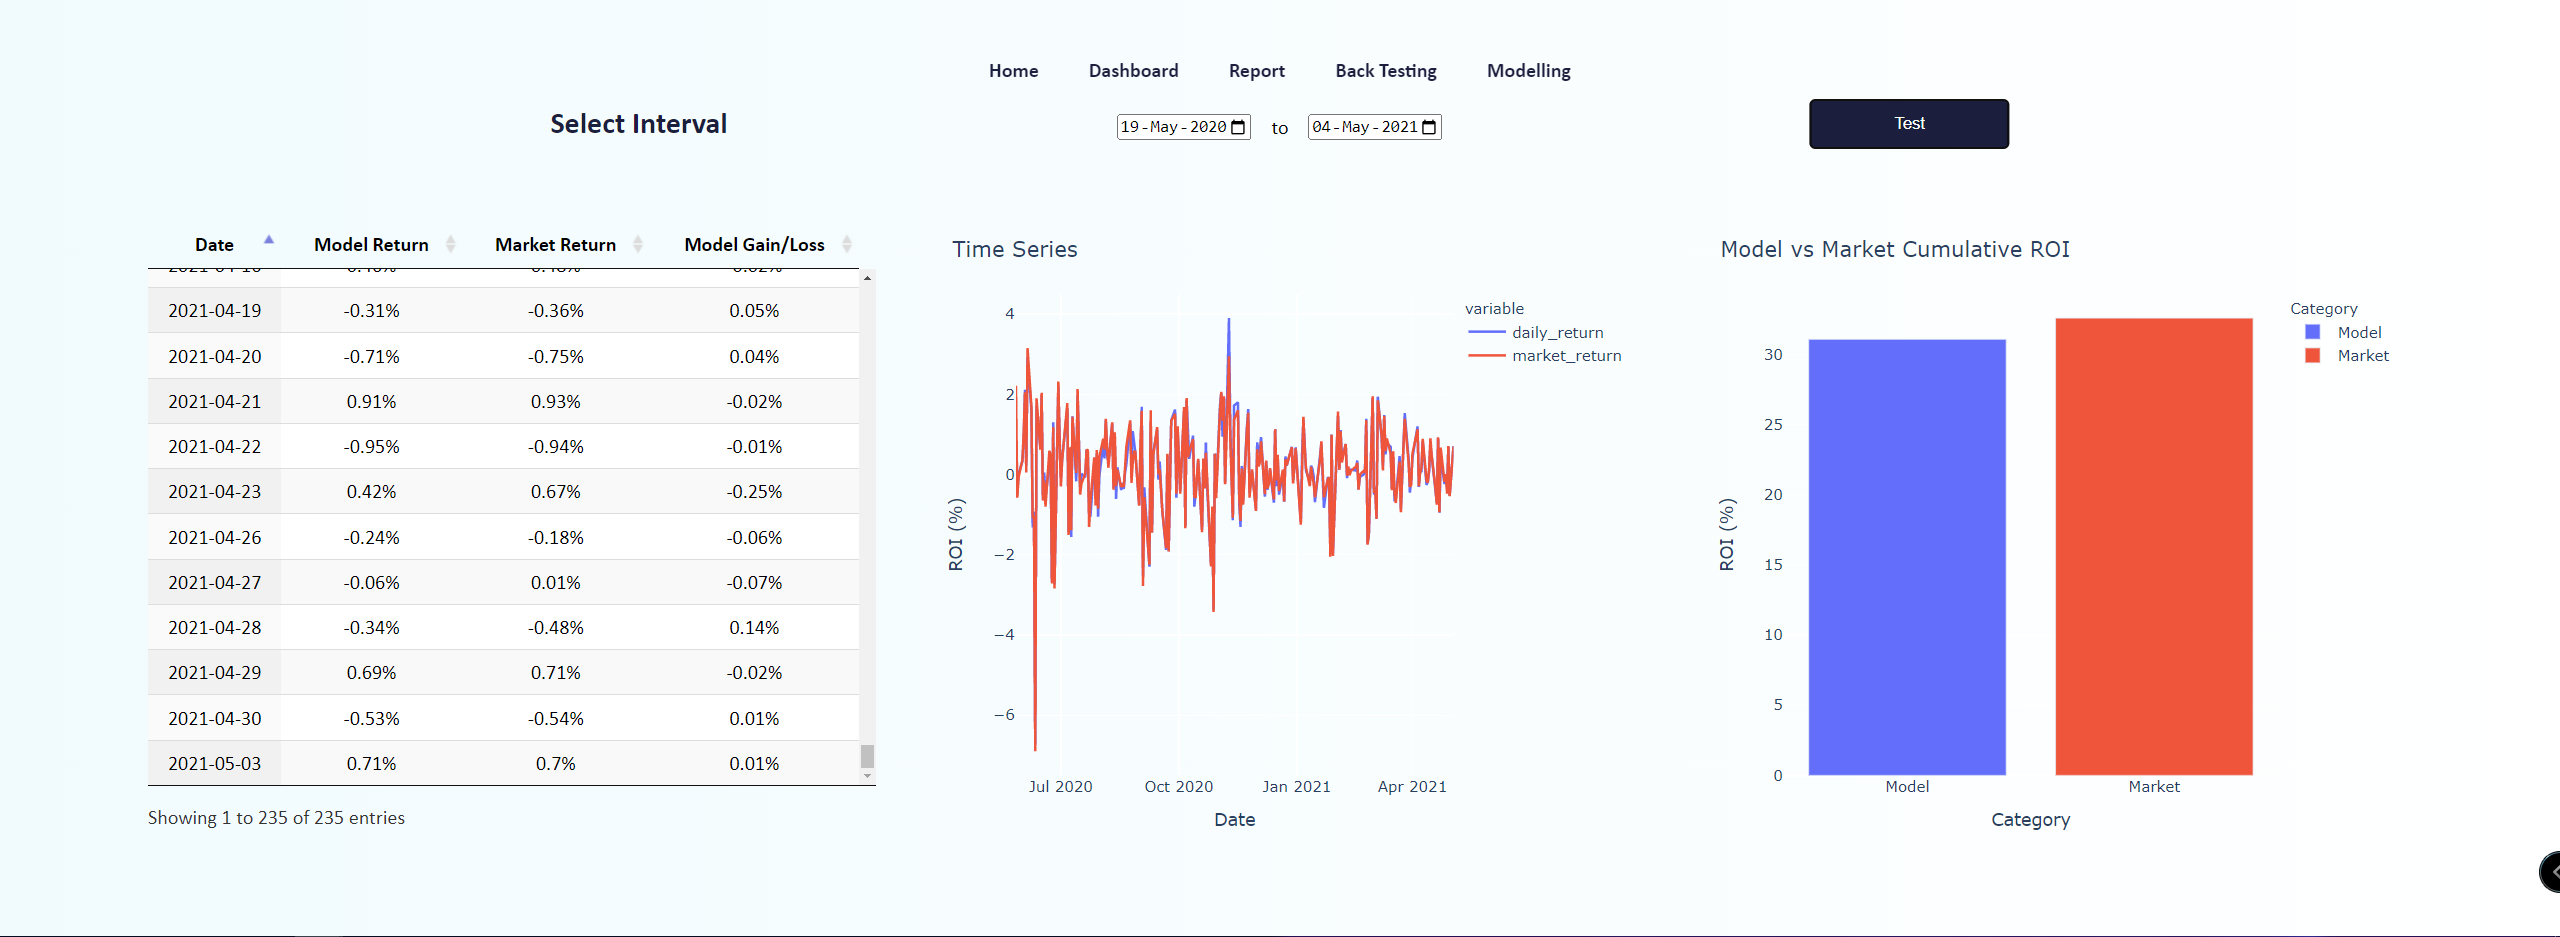 Home Dashboard Report Back Testing Modelling
Select Interval
19-May-2020 to 04-May-2021
Test
Date Model Return Market Return Model Gain/Loss
2021-04-19 -0.31% -0.36% 0.05%
2021-04-20 -0.71% -0.75% 0.04%
2021-04-21 0.91% 0.93% -0.02%
2021-04-22 -0.95% -0.94% -0.01%
2021-04-23 0.42% 0.67% -0.25%
2021-04-26 -0.24% -0.18% -0.06%
2021-04-27 -0.06% 0.01% -0.07%
2021-04-28 -0.34% -0.48% 0.14%
2021-04-29 0.69% 0.71% -0.02%
2021-04-30 -0.53% -0.54% 0.01%
2021-05-03 0.71% 0.7% 0.01%
Showing 1 to 235 of 235 entries
Time Series
variable
daily_return
market_return
4
2
0
−2
−4
−6
ROI (%)
Jul 2020 Oct 2020 Jan 2021 Apr 2021
Date
Model vs Market Cumulative ROI
Category
Model
Market
30
25
20
15
10
5
0
ROI (%)
Model Market
Category